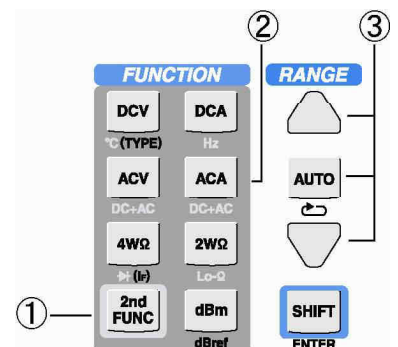 ② ③
FUNCTION RANGE
DCV DCA
°C(TYPE) Hz
ACV ACA AUTO
DC+AC DC+AC
4WΩ 2WΩ
(IF) Lo-Ω
①
2nd FUNC dBm SHIFT
dBref ENTER